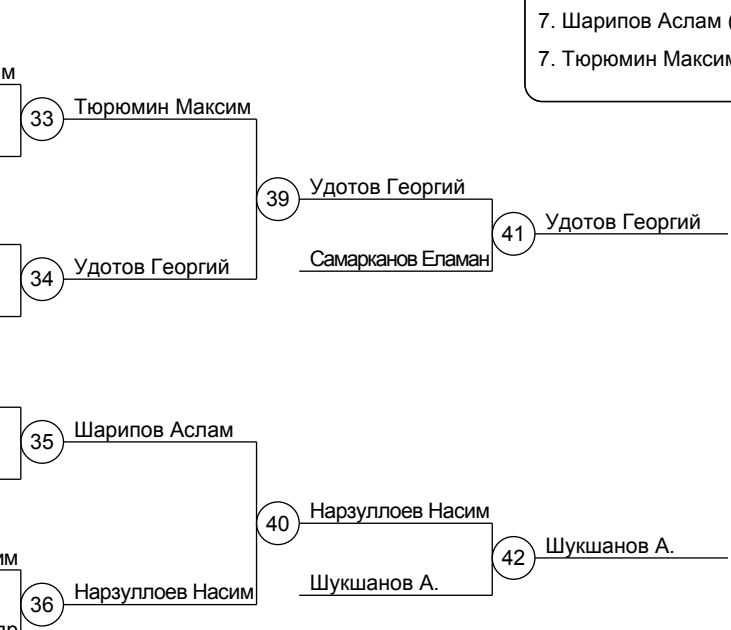 7. Шарипов Аслам (
7. Тюрюмин Максим
м
33 Тюрюмин Максим
39 Удотов Георгий
41 Удотов Георгий
Самарканов Еламан
34 Удотов Георгий
35 Шарипов Аслам
40 Нарзуллоев Насим
42 Шукшанов А.
Шукшанов А.
им
36 Нарзуллоев Насим